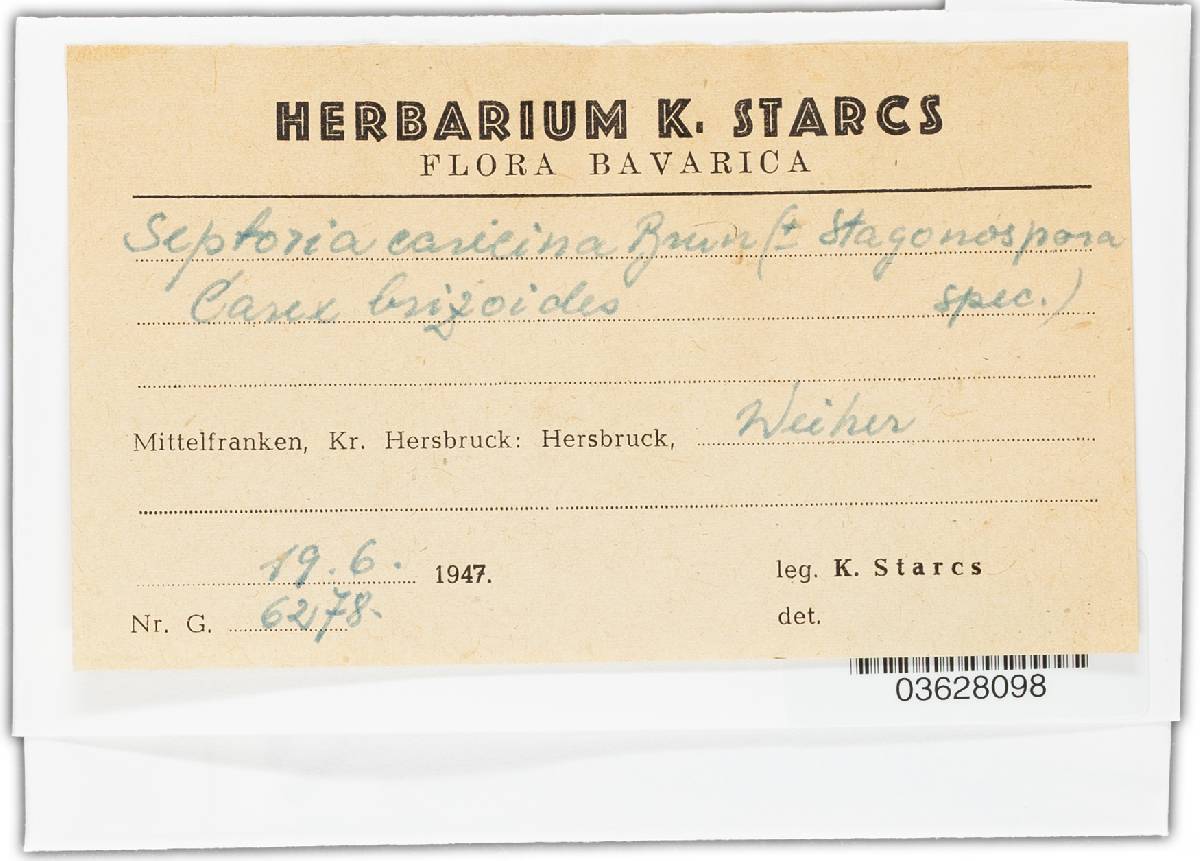 HERBARIUM K. STARCS
FLORA BAVARICA
Septoria caricina Brun (± Stagonospora
Carex brizoides spec.)
Mittelfranken, Kr. Hersbruck: Hersbruck, Weiher
19.6. 1947. leg. K. Starcs
Nr. G. 6278- det.
03628098